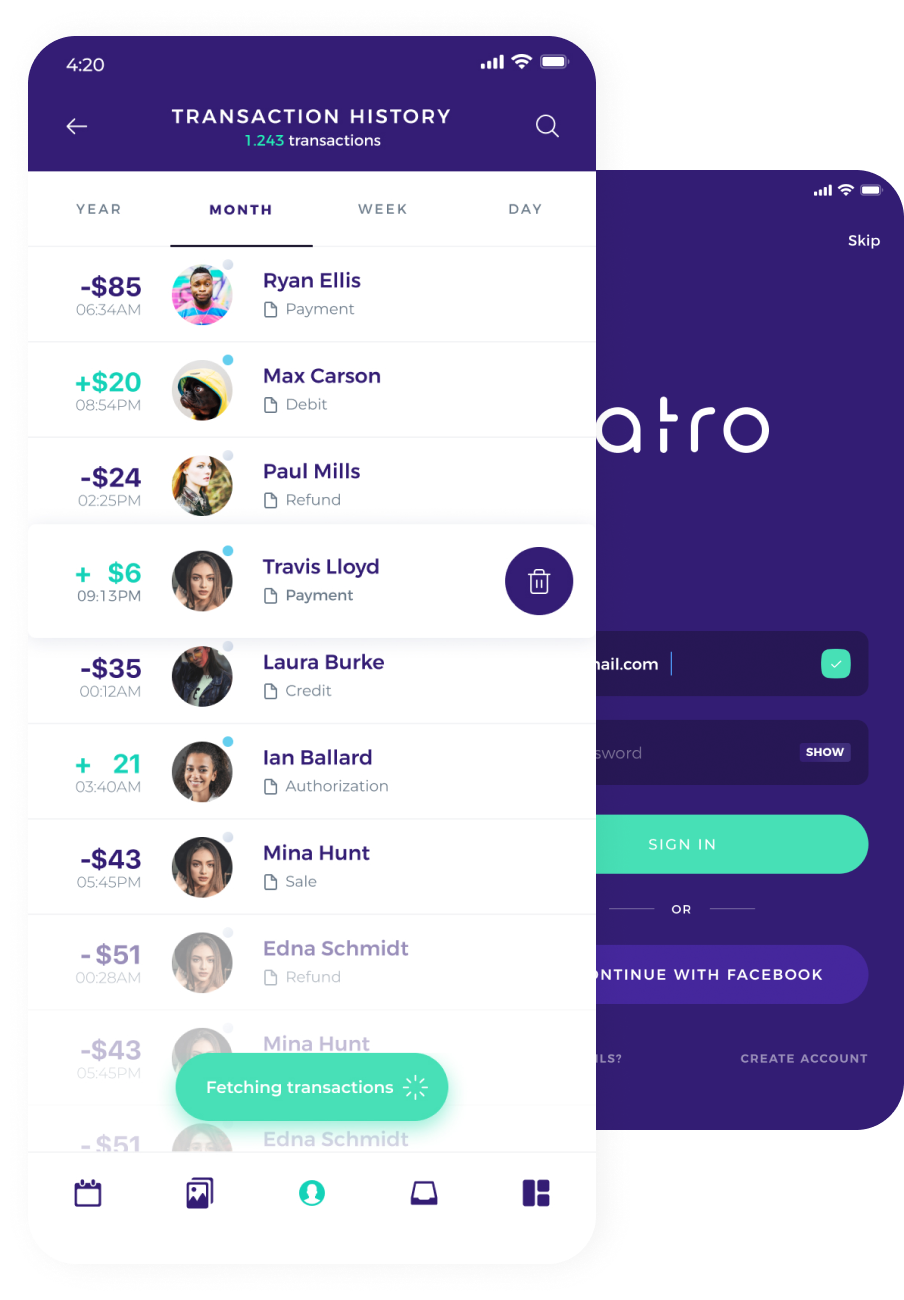 4:20
TRANSACTION HISTORY
1.243 transactions
YEAR MONTH WEEK DAY
-$85 Ryan Ellis
06:34AM Payment
+$20 Max Carson
08:54PM Debit
-$24 Paul Mills
02:25PM Refund
+ $6 Travis Lloyd
09:13PM Payment
-$35 Laura Burke
00:12AM Credit
+ 21 Ian Ballard
03:40AM Authorization
-$43 Mina Hunt
05:45PM Sale
-$51 Edna Schmidt
00:28AM Refund
-$43 Mina Hunt
05:45PM
Fetching transactions
-$51 Edna Schmidt
Skip
atro
nail.com
sword SHOW
SIGN IN
OR
ONTINUE WITH FACEBOOK
ILS? CREATE ACCOUNT